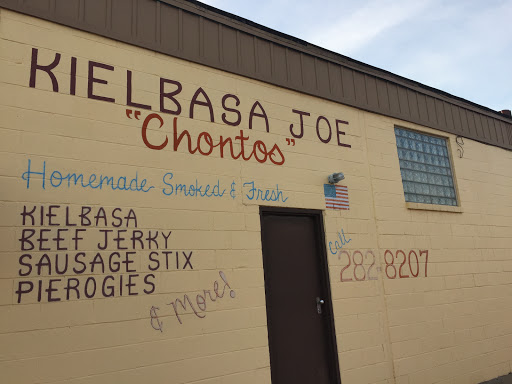 KIELBASA JOE
"Chontos"
Homemade Smoked & Fresh
KIELBASA
BEEF JERKY
SAUSAGE STIX
PIEROGIES
& More!
call
282-8207